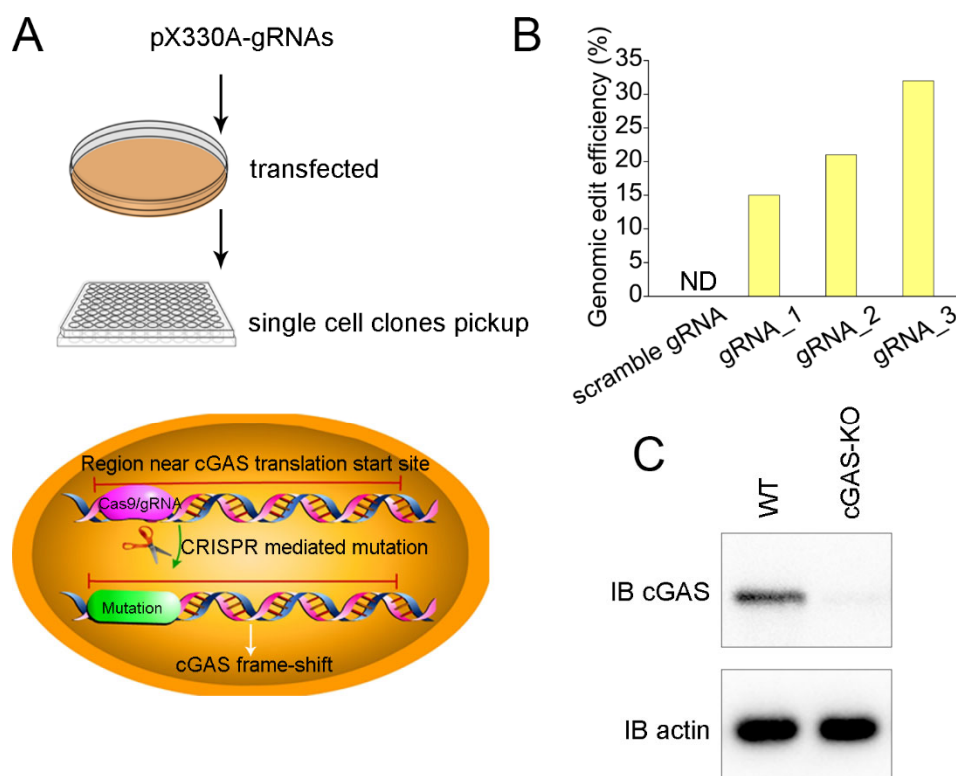 A
pX330A-gRNAs
transfected
single cell clones pickup
Region near cGAS translation start site
Cas9/gRNA
CRISPR mediated mutation
Mutation
cGAS frame-shift
B
Genomic edit efficiency (%)
35
30
25
20
15
10
5
0
ND
scramble gRNA
gRNA_1
gRNA_2
gRNA_3
C
WT
cGAS-KO
IB cGAS
IB actin